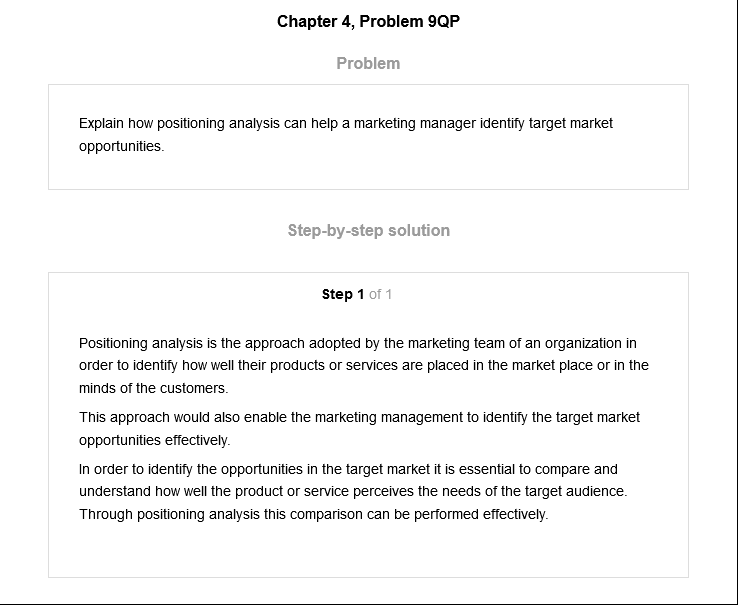 Chapter 4, Problem 9QP
Problem
Explain how positioning analysis can help a marketing manager identify target market
opportunities.
Step-by-step solution
Step 1 of 1
Positioning analysis is the approach adopted by the marketing team of an organization in
order to identify how well their products or services are placed in the market place or in the
minds of the customers.
This approach would also enable the marketing management to identify the target market
opportunities effectively.
In order to identify the opportunities in the target market it is essential to compare and
understand how well the product or service perceives the needs of the target audience.
Through positioning analysis this comparison can be performed effectively.